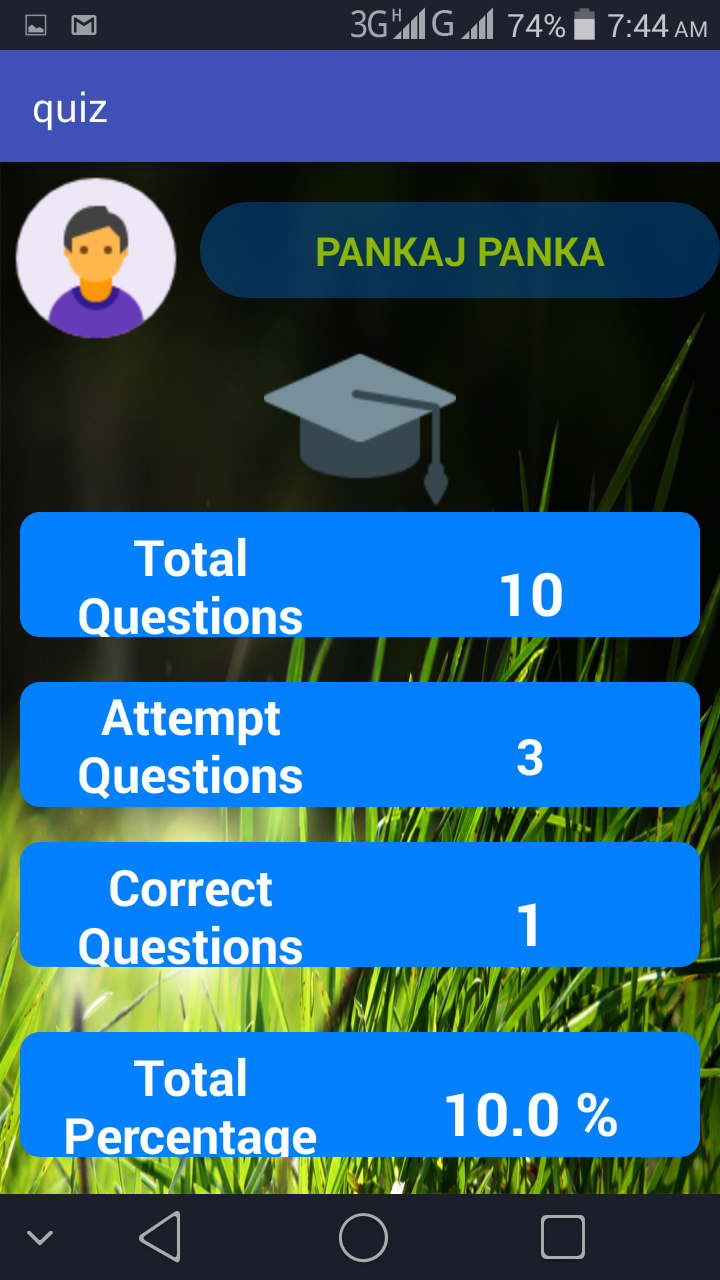 3G H G 74% 7:44 AM
quiz
PANKAJ PANKA
Total
Questions
10
Attempt
Questions
3
Correct
Questions
1
Total
Percentage
10.0 %